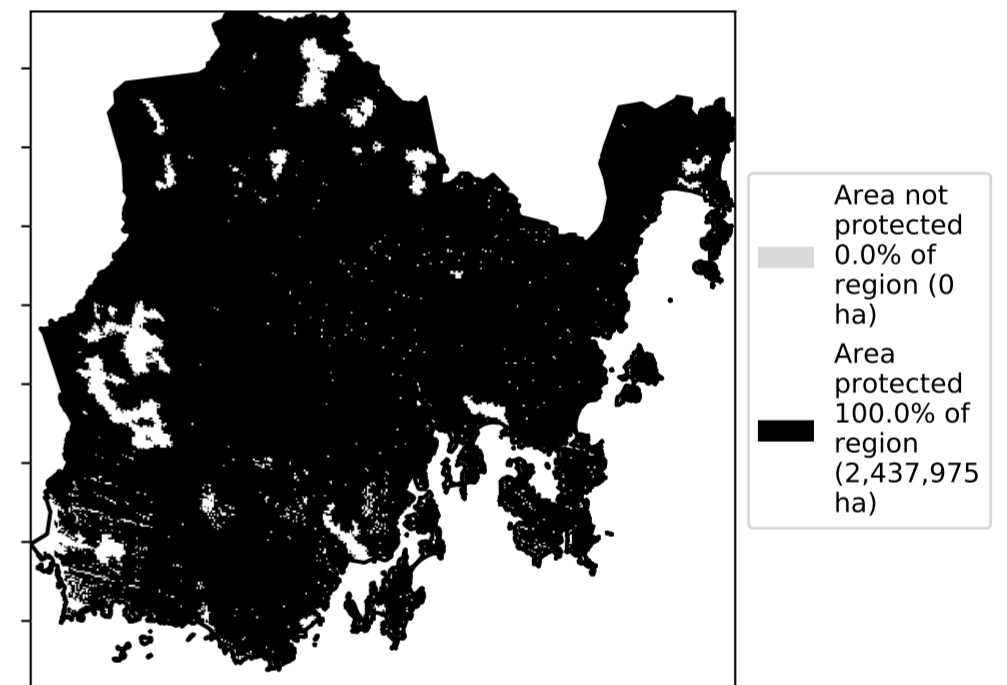 Area not
protected
0.0% of
region (0
ha)
Area
protected
100.0% of
region
(2,437,975
ha)